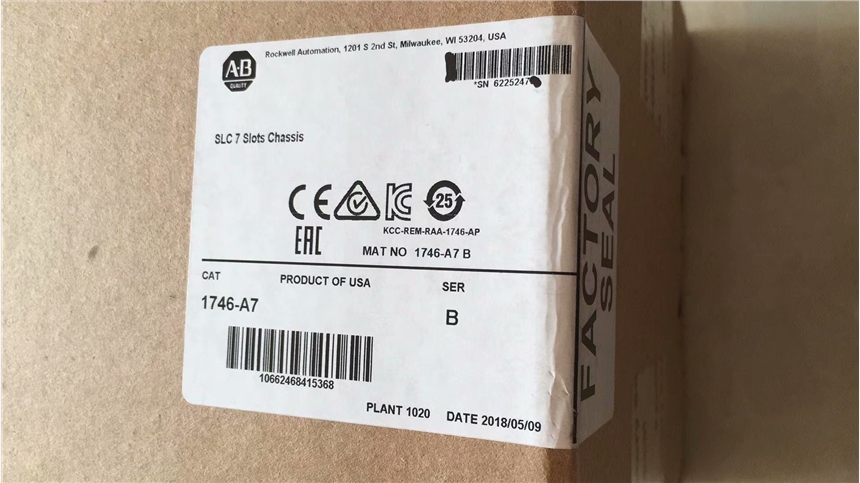 A·B
QUALITY
Rockwell Automation, 1201 S 2nd St, Milwaukee, WI 53204, USA
*SN 6225247
SLC 7 Slots Chassis
CE
KC
25
KCC-REM-RAA-1746-AP
EAC
MAT NO 1746-A7 B
CAT
PRODUCT OF USA
SER
1746-A7
B
10662468415368
PLANT 1020 DATE 2018/05/09
FACTORY
SEAL